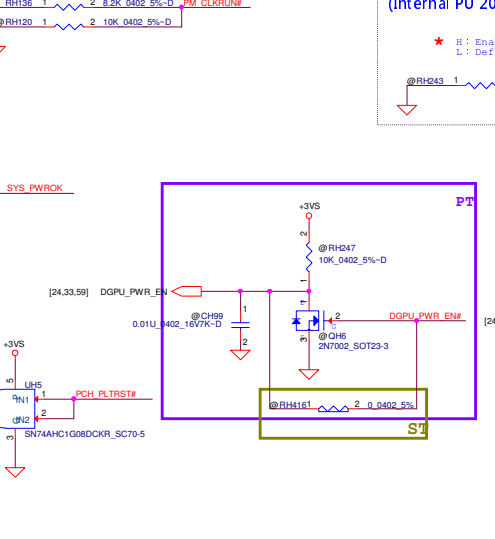 RH136 1 2 8.2K_0402_5%~D PM_CLKRUN#
@RH120 1 2 10K_0402_5%~D
(Internal PU 20
* H: Ena
L: Def
@RH243 1
SYS_PWROK
PT
+3VS
2
@RH247
10K_0402_5%~D
1
[24,33,59] DGPU_PWR_EN
@CH99 1
0.01U_0402_16V7K~D
2
1
2 DGPU_PWR_EN# [24
G
3
@QH6
2N7002_SOT23-3
+3VS
5
UH5
IN1 1 PCH_PLTRST#
IN2 2
3
SN74AHC1G08DCKR_SC70-5
@RH416 1 2 0_0402_5%
ST